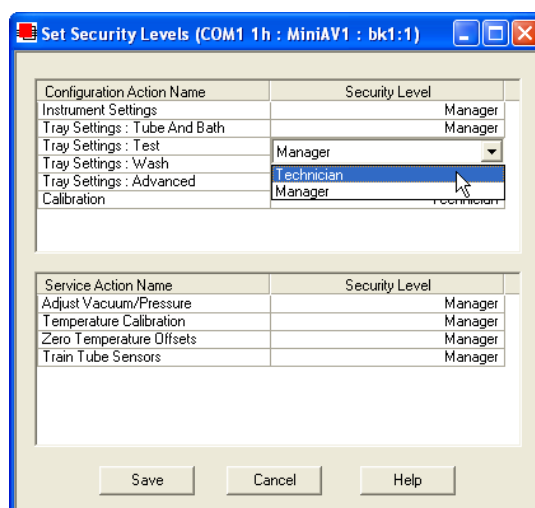 Set Security Levels (COM1 1h : MiniAV1 : bk1:1)
Configuration Action Name Security Level
Instrument Settings Manager
Tray Settings : Tube And Bath Manager
Tray Settings : Test Manager
Tray Settings : Wash Technician
Tray Settings : Advanced Manager
Calibration Technician
Service Action Name Security Level
Adjust Vacuum/Pressure Manager
Temperature Calibration Manager
Zero Temperature Offsets Manager
Train Tube Sensors Manager
Save Cancel Help